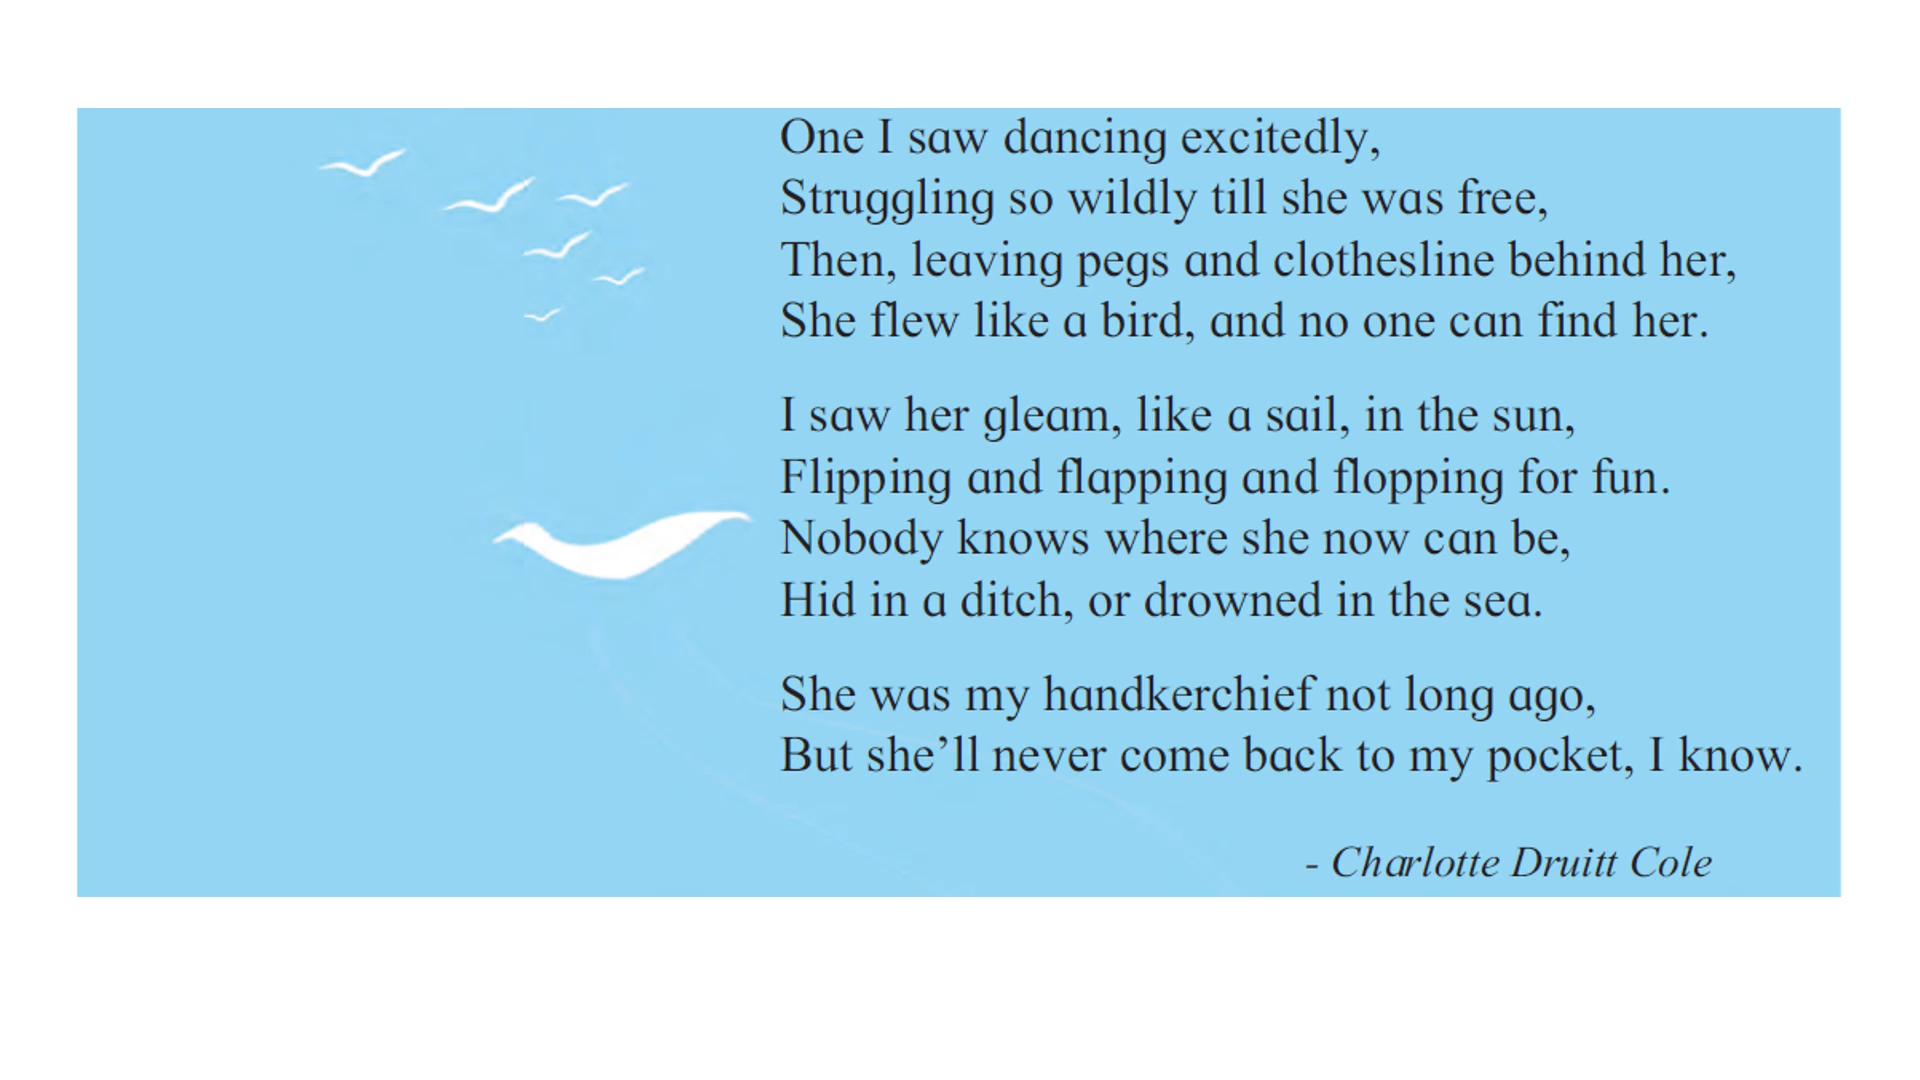 One I saw dancing excitedly,
Struggling so wildly till she was free,
Then, leaving pegs and clothesline behind her,
She flew like a bird, and no one can find her.
I saw her gleam, like a sail, in the sun,
Flipping and flapping and flopping for fun.
Nobody knows where she now can be,
Hid in a ditch, or drowned in the sea.
She was my handkerchief not long ago,
But she’ll never come back to my pocket, I know.
- Charlotte Druitt Cole